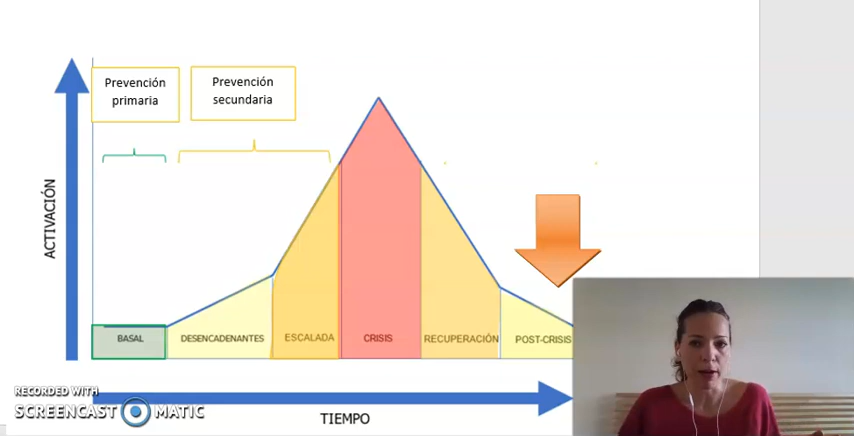 Prevención
primaria
Prevención
secundaria
ACTIVACIÓN
BASAL
DESENCADENANTES
ESCALADA
CRISIS
RECUPERACIÓN
POST-CRISIS
TIEMPO
RECORDED WITH
SCREENCAST MATIC